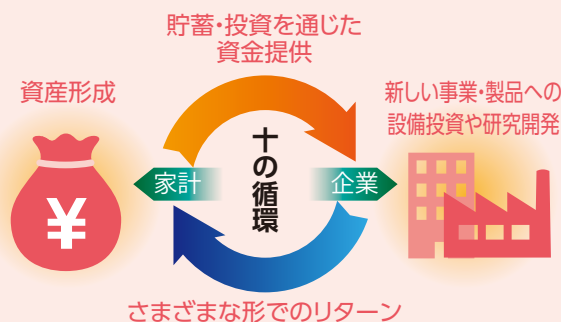 貯蓄・投資を通じた
資金提供
資産形成
新しい事業・製品への
設備投資や研究開発
家計
十の循環
企業
¥
さまざまな形でのリターン